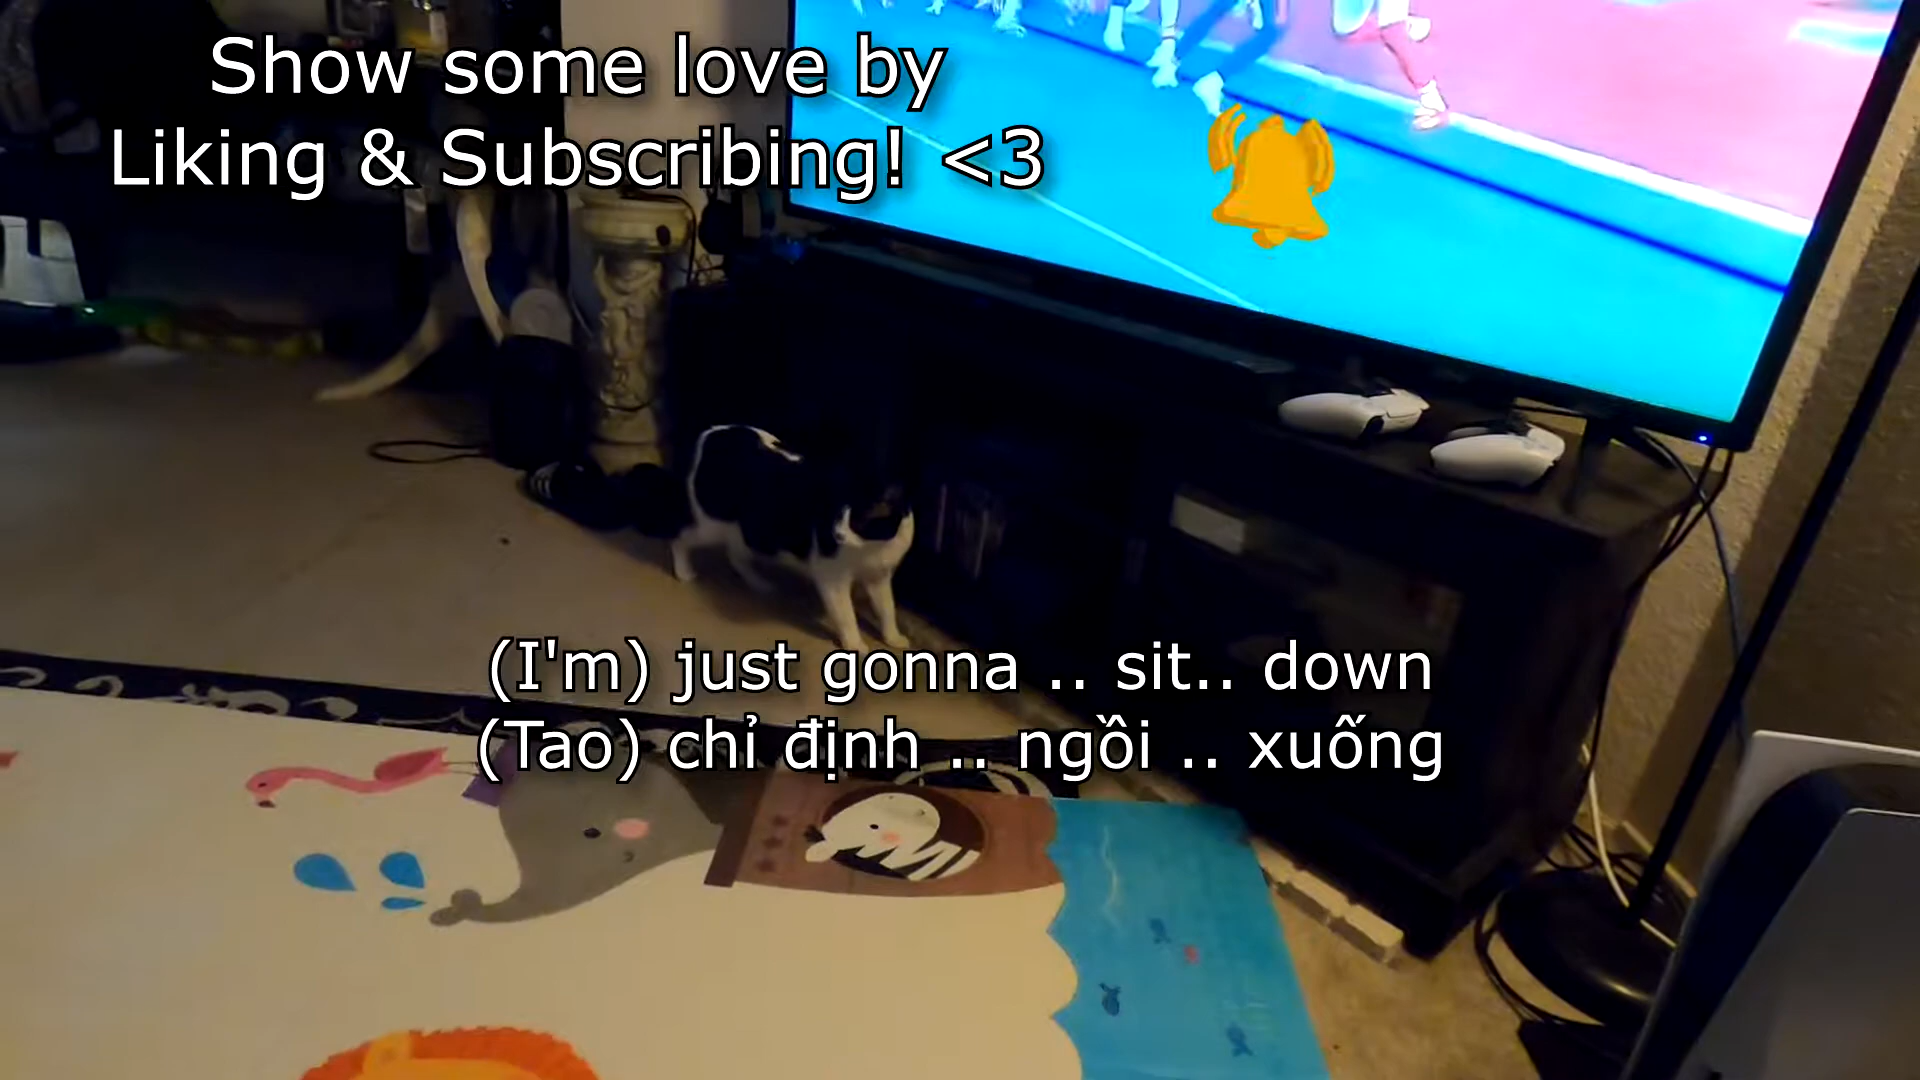 Show some love by
Liking & Subscribing! <3
(I'm) just gonna .. sit.. down
(Tao) chỉ định .. ngồi .. xuống